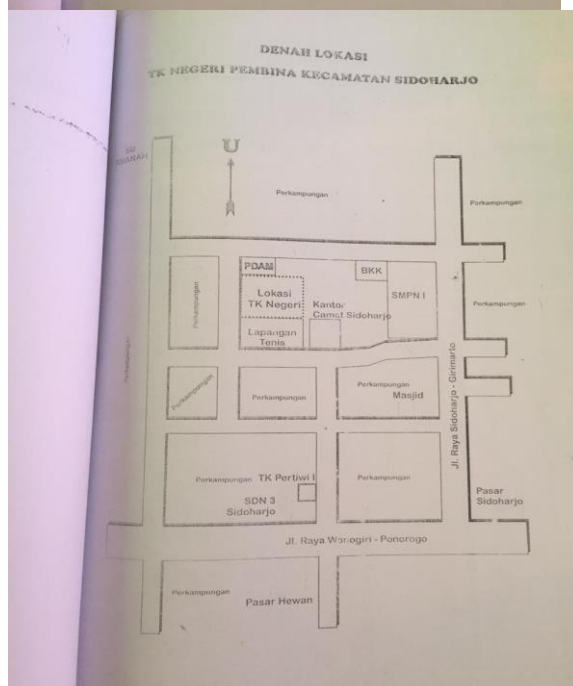 DENAH LOKASI
TK NEGERI PEMBINA KECAMATAN SIDOHARJO
U
Perkampungan
Perkampungan
PDAM
BKK
Lokasi
TK Negeri
Kantor
Camat Sidoharjo
SMPN I
Perkampungan
Perkampungan
Perkampungan
Lapangan
Tenis
Jl. Raya Sidoharjo - Girimarto
Perkampungan
Perkampungan
Perkampungan
Masjid
Perkampungan
TK Pertiwi I
SDN 3
Sidoharjo
Perkampungan
Pasar
Sidoharjo
Jl. Raya Wonogiri - Ponorogo
Perkampungan
Pasar Hewan